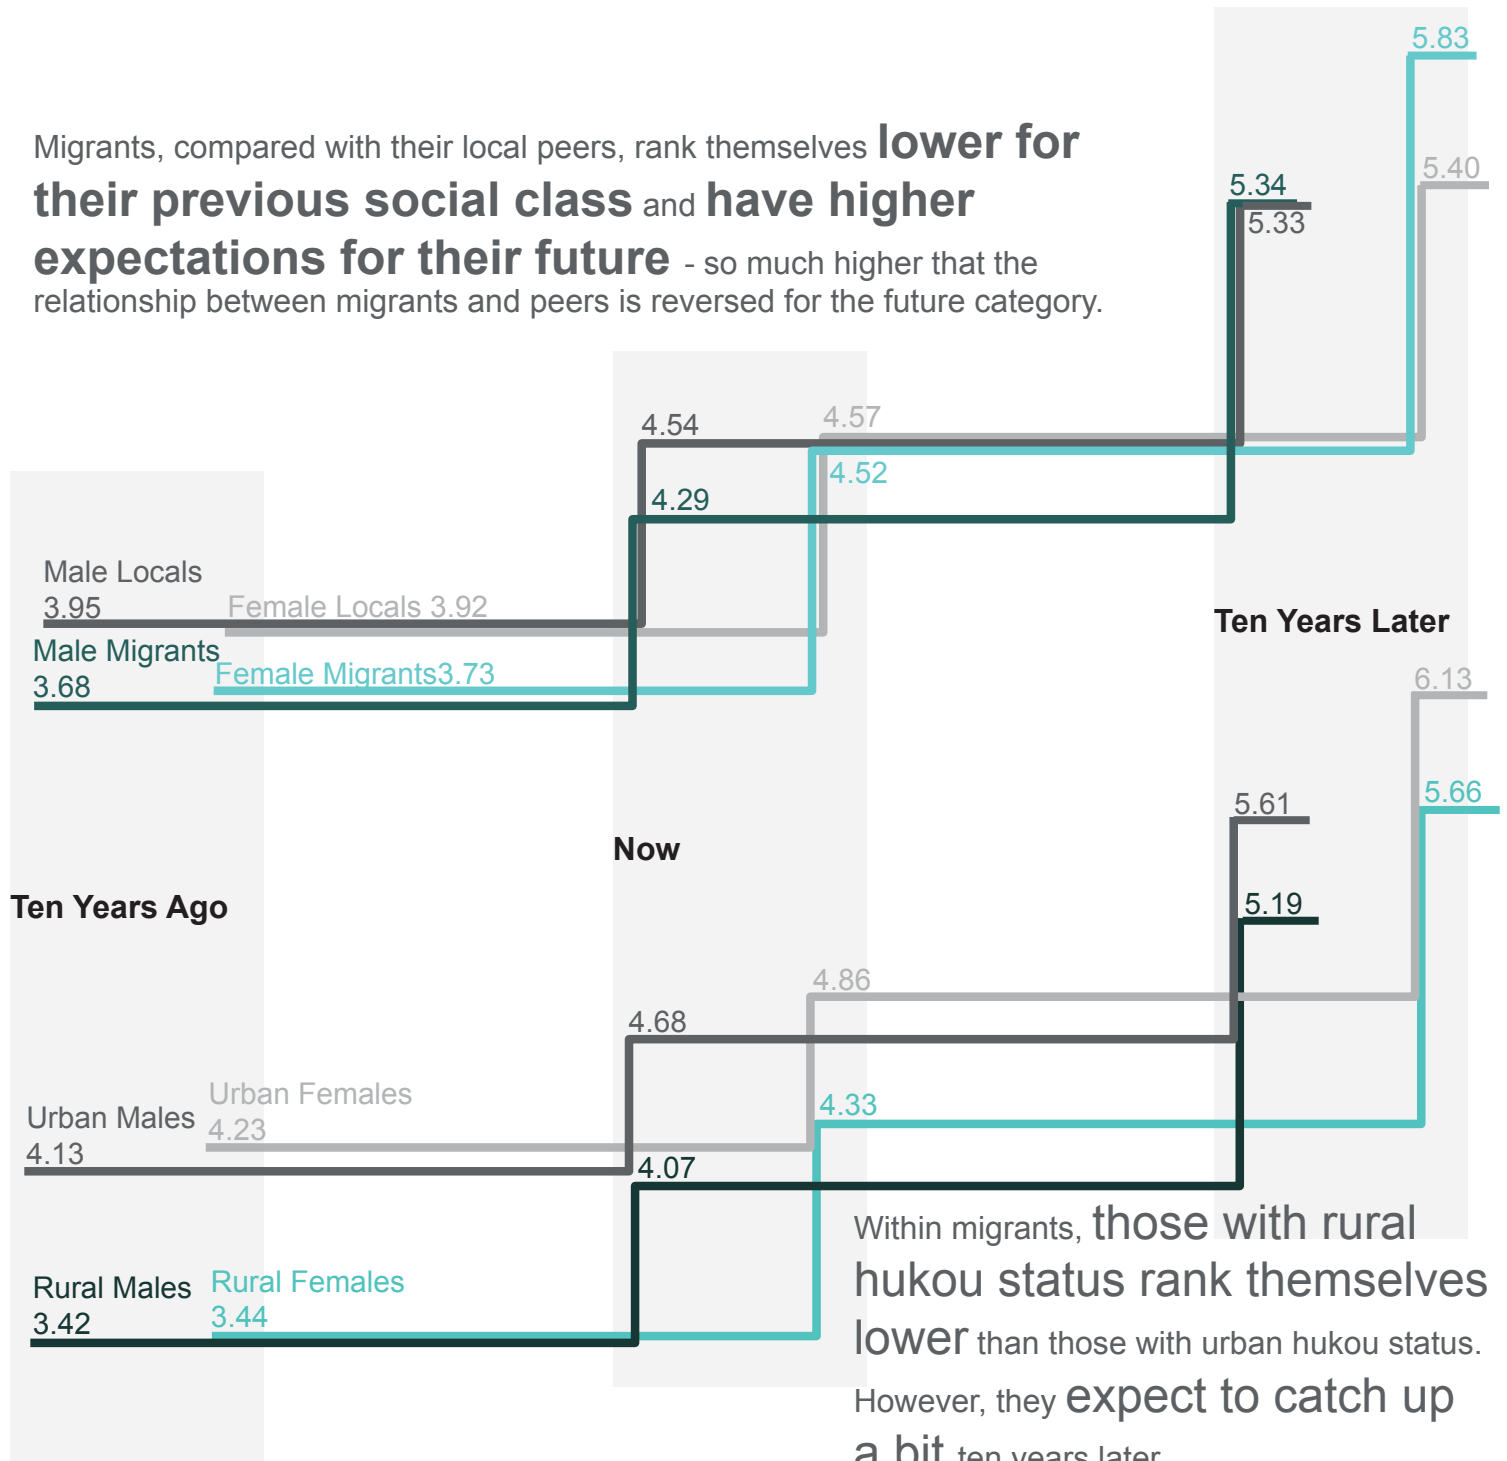 5.83
Migrants, compared with their local peers, rank themselves lower for
their previous social class and have higher
expectations for their future - so much higher that the
relationship between migrants and peers is reversed for the future category.
5.40
5.34
5.33
4.54
4.57
4.52
4.29
Male Locals
3.95
Female Locals 3.92
Male Migrants
3.68
Female Migrants3.73
Ten Years Later
6.13
5.66
5.61
Now
5.19
Ten Years Ago
4.86
4.68
Urban Females
4.23
Urban Males
4.13
4.33
4.07
Rural Males
3.42
Rural Females
3.44
Within migrants, those with rural
hukou status rank themselves
lower than those with urban hukou status.
However, they expect to catch up
a bit ten years later